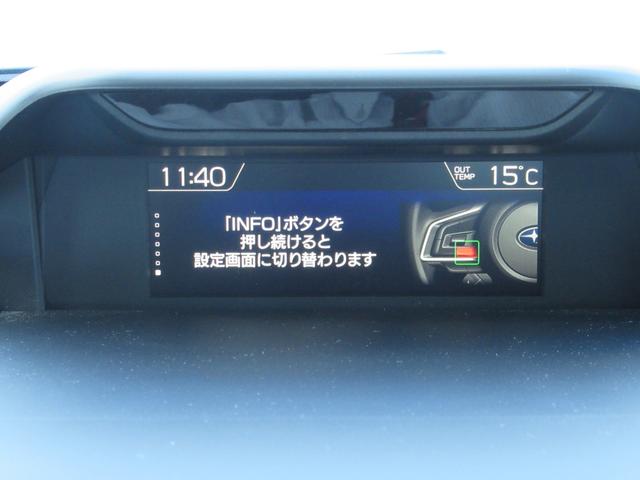 11:40
OUT
TEMP
15℃
「INFO」ボタンを
押し続けると
設定画面に切り替わります